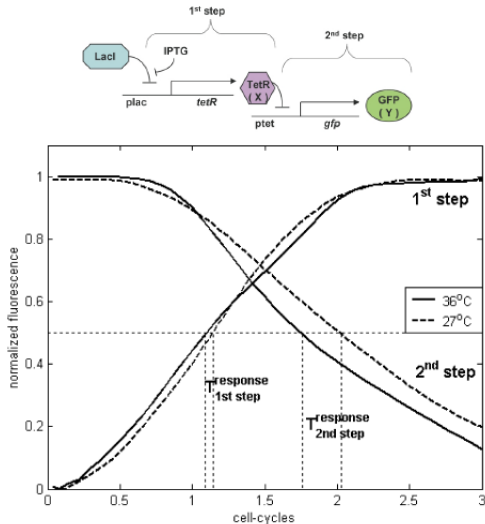 1st step
2nd step
LacI
IPTG
TetR
( X )
GFP
( Y )
plac
tetR
ptet
gfp
1
0.8
0.6
0.4
0.2
0
normalized fluorescence
1st step
36°C
27°C
2nd step
T response 1st step
T response 2nd step
0
0.5
1
1.5
2
2.5
3
cell-cycles